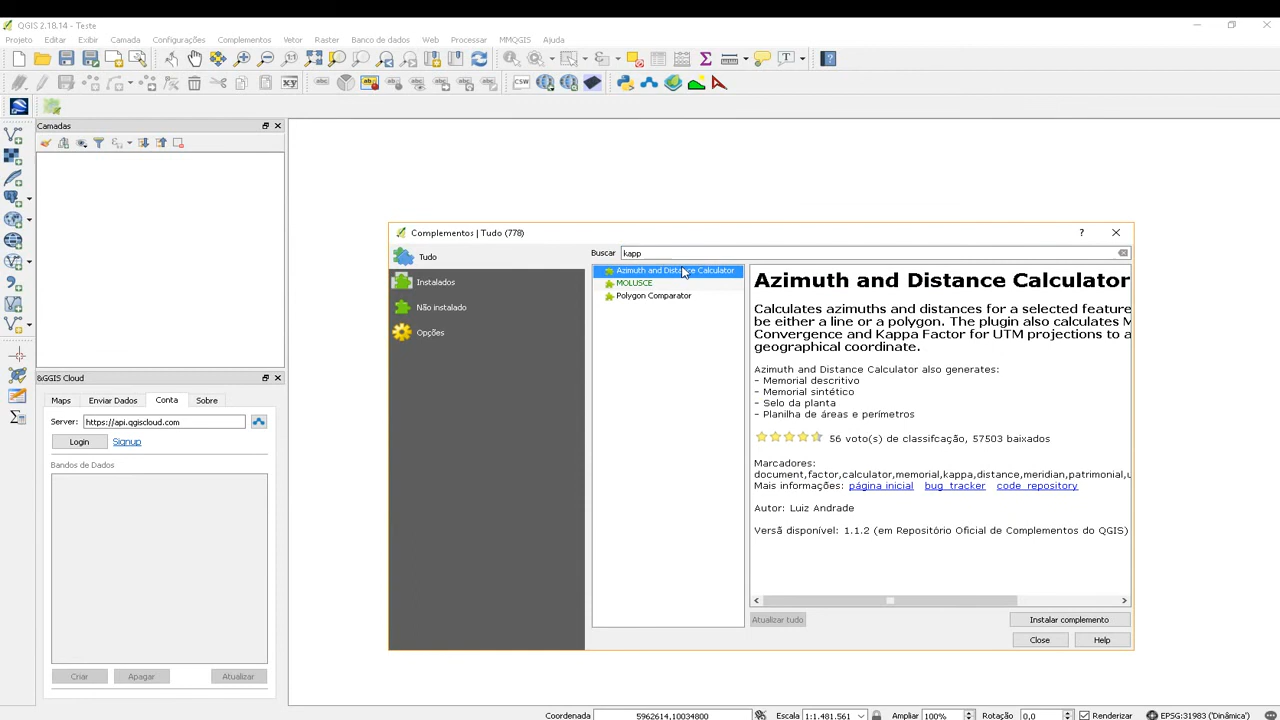 QGIS 2.18.14 - Teste
Projeto Editar Exibir Camada Configurações Complementos Vetor Raster Banco de dados Web Processar MMQGIS Ajuda
CSW
Camadas
Complementos | Tudo (778)
Tudo
Buscar kapp
Instalados
Não instalado
Opções
Azimuth and Distance Calculator
MOLUSCE
Polygon Comparator
Azimuth and Distance Calculator
Calculates azimuths and distances for a selected feature
be either a line or a polygon. The plugin also calculates M
Convergence and Kappa Factor for UTM projections to a
geographical coordinate.
Azimuth and Distance Calculator also generates:
- Memorial descritivo
- Memorial sintético
- Selo da planta
- Planilha de áreas e perímetros
56 voto(s) de classifcação, 57503 baixados
Marcadores:
document,factor,calculator,memorial,kappa,distance,meridian,patrimonial,u
Mais informações: página inicial bug_tracker code_repository
Autor: Luiz Andrade
Versã disponível: 1.1.2 (em Repositório Oficial de Complementos do QGIS)
Atualizar tudo
Instalar complemento
Close
Help
&GGIS Cloud
Maps Enviar Dados Conta Sobre
Server: https://api.qgiscloud.com
Login Signup
Bandos de Dados
Criar Apagar Atualizar
Coordenada 5962614,10034800 Escala 1:1.481.561 Ampliar 100% Rotação 0,0 Renderizar EPSG:31983 ('Dinâmica')